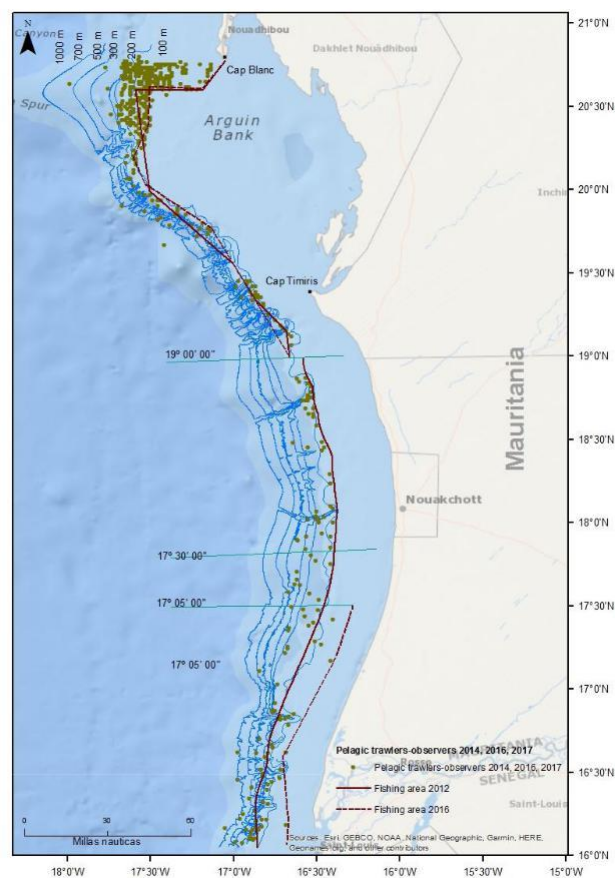 N
1000 m
700 m
500 m
300 m
200 m
100 m
Canyon
Nouadhibou
Dakhlet Nouâdhibou
Cap Blanc
Spur
Arguin
Bank
Inchir
Cap Timiris
19º 00' 00"
Mauritania
Nouakchott
17º 30' 00"
17º 05' 00"
17º 05' 00"
21°0'N
20°30'N
20°0'N
19°30'N
19°0'N
18°30'N
18°0'N
17°30'N
17°0'N
16°30'N
16°0'N
Pelagic trawlers-observers 2014, 2016, 2017
Pelagic trawlers-observers 2014, 2016, 2017
Fishing area 2012
Fishing area 2016
MAURITANIA
Rosso
SENEGAL
Saint-Louis
Saint-Louis
0
60
Millas nauticas
Sources: Esri, GEBCO, NOAA, National Geographic, Garmin, HERE,
Geonames.org, and other contributors
18°0'W
17°30'W
17°0'W
16°30'W
16°0'W
15°30'W
15°0'W